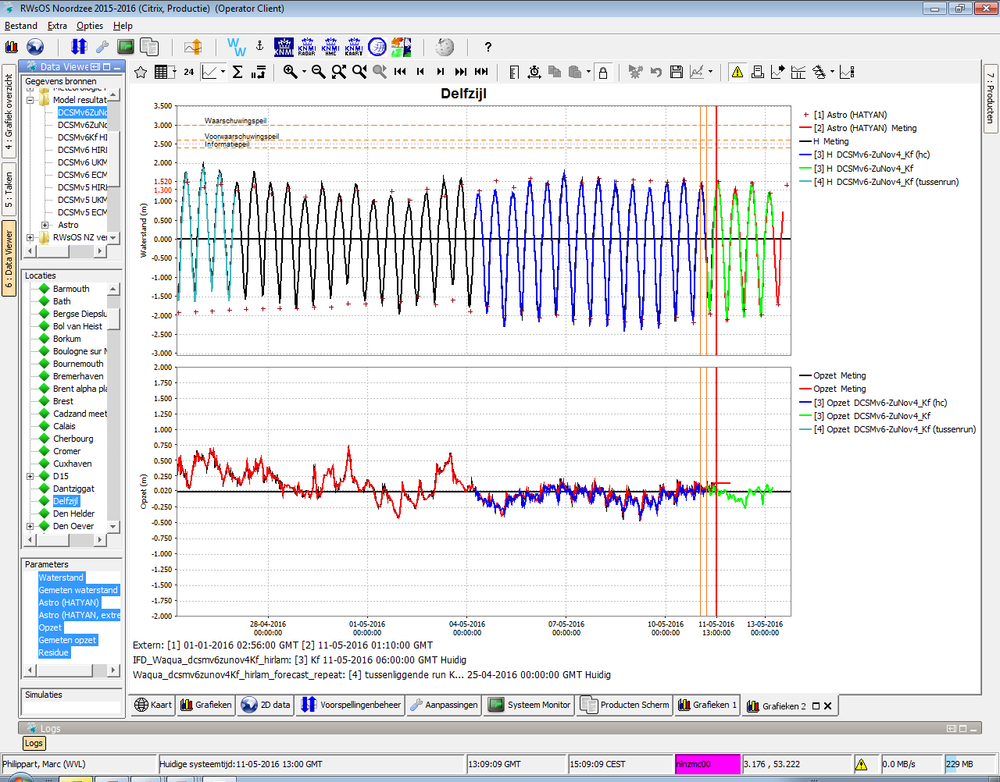 RWsOS Noordzee 2015-2016 (Citrix, Productie) (Operator Client)
Bestand Extra Opties Help
W W KNMI KNMI RADAR KNMI HMC KNMI KAART ?
4 : Grafiek overzicht
5 : Taken
6 : Data Viewer
7 : Producten
Data Viewe
Gegevens bronnen
Model resultat
DCSMv6ZuNo
DCSMv6ZuNo
DCSMv6Kf HI
DCSMv6 HIRL
DCSMv6 UKM
DCSMv6 ECM
DCSMv5 HIRL
DCSMv5 UKM
DCSMv5 ECM
Astro
RWsOS NZ ver
Locaties
Barmouth
Bath
Bergse Diepslu
Bol van Heist
Borkum
Boulogne sur M
Bournemouth
Bremerhaven
Brent alpha pla
Brest
Cadzand meet
Calais
Cherbourg
Cromer
Cuxhaven
D15
Dantziggat
Delfzijl
Den Helder
Den Oever
Parameters
Waterstand
Gemeten waterstand
Astro (HATYAN)
Astro (HATYAN, extre
Opzet
Gemeten opzet
Residue
Simulaties
24
Delfzijl
Waterstand (m)
3.500
3.000
2.500
2.000
1.520
1.300
1.000
0.500
0.000
-0.500
-1.000
-1.500
-2.000
-2.500
-3.000
Waarschuwingspeil
Voorwaarschuwingspeil
Informatiepeil
[1] Astro (HATYAN)
[2] Astro (HATYAN) Meting
H Meting
[3] H DCSMv6-ZuNov4_Kf (hc)
[3] H DCSMv6-ZuNov4_Kf
[4] H DCSMv6-ZuNov4_Kf (tussenrun)
Opzet (m)
2.000
1.750
1.500
1.250
1.000
0.750
0.500
0.250
0.020
-0.250
-0.500
-0.750
-1.000
-1.250
-1.500
-1.750
-2.000
Opzet Meting
Opzet Meting
[3] Opzet DCSMv6-ZuNov4_Kf (hc)
[3] Opzet DCSMv6-ZuNov4_Kf
[4] Opzet DCSMv6-ZuNov4_Kf (tussenrun)
28-04-2016 01-05-2016 04-05-2016 07-05-2016 10-05-2016 11-05-2016 13-05-2016
00:00:00 00:00:00 00:00:00 00:00:00 00:00:00 13:00:00 00:00:00
Extern: [1] 01-01-2016 02:56:00 GMT [2] 11-05-2016 01:10:00 GMT
IFD_Waqua_dcsmv6zunov4Kf_hirlam: [3] Kf 11-05-2016 06:00:00 GMT Huidig
Waqua_dcsmv6zunov4Kf_hirlam_forecast_repeat: [4] tussenliggende run K... 25-04-2016 00:00:00 GMT Huidig
Kaart Grafieken 2D data Voorspellingenbeheer Aanpassingen Systeem Monitor Producten Scherm Grafieken 1 Grafieken 2
Logs
Logs
Philippart, Marc (WVL) Huidige systeemtijd:11-05-2016 13:00 GMT 13:09:09 GMT 15:09:09 CEST nlnzmc00 3.176 , 53.222 0.0 MB/s 229 MB